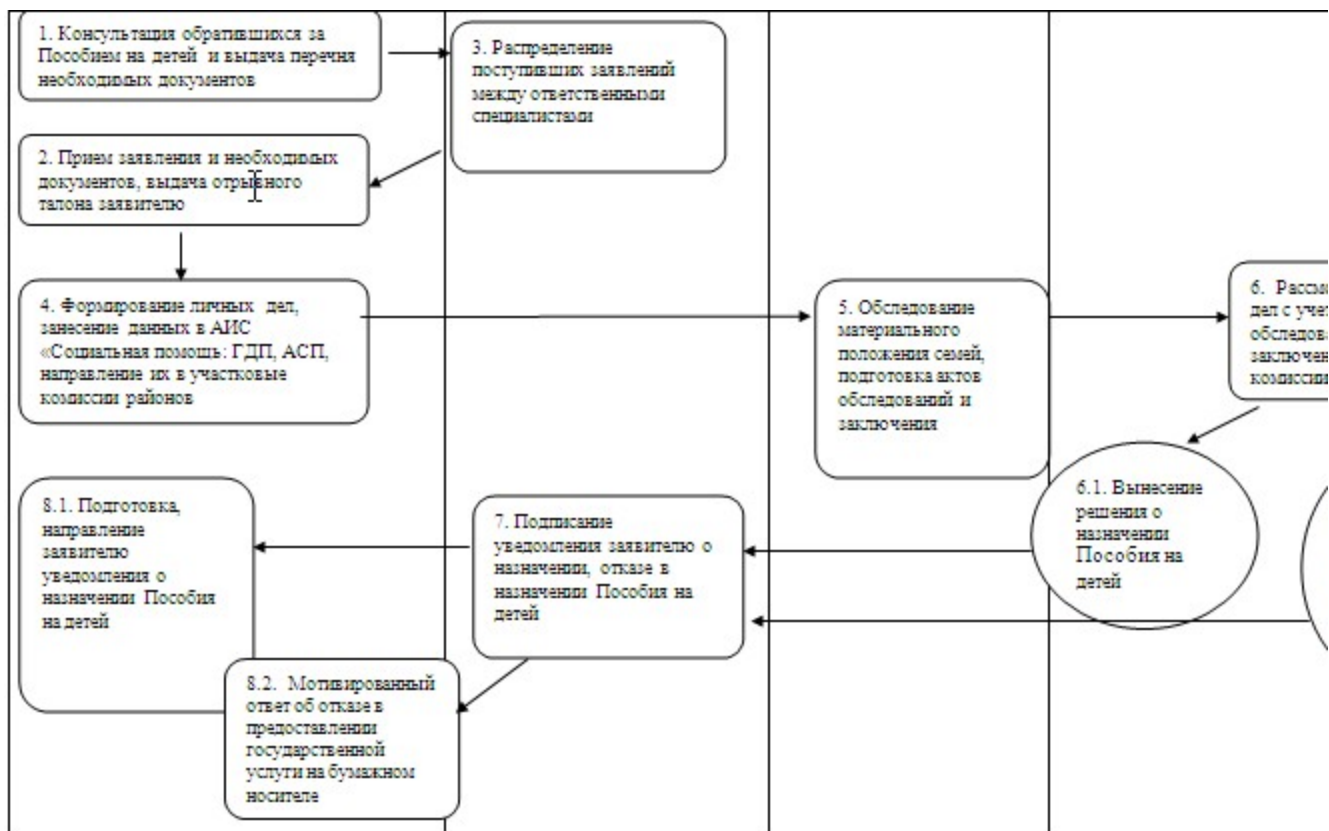 1. Консультация обратившихся за
Пособием на детей и выдача перечня
необходимых документов
3. Распределение
поступивших заявлений
между ответственными
специалистами
2. Прием заявления и необходимых
документов, выдача отрывного
талона заявителю
4. Формирование личных дел,
занесение данных в АИС
«Социальная помощь: ГДП, АСП,
направление их в участковые
комиссии районов
5. Обследование
материального
положения семей,
подготовка актов
обследований и
заключения
6. Рассмо
дел с учет
обследова
заключен
комиссии
6.1. Вынесение
решения о
назначении
Пособия на
детей
7. Подписание
уведомления заявителю о
назначении, отказе в
назначении Пособия на
детей
8.1. Подготовка,
направление
заявителю
уведомления о
назначении Пособия
на детей
8.2. Мотивированный
ответ об отказе в
предоставлении
государственной
услуги на бумажном
носителе